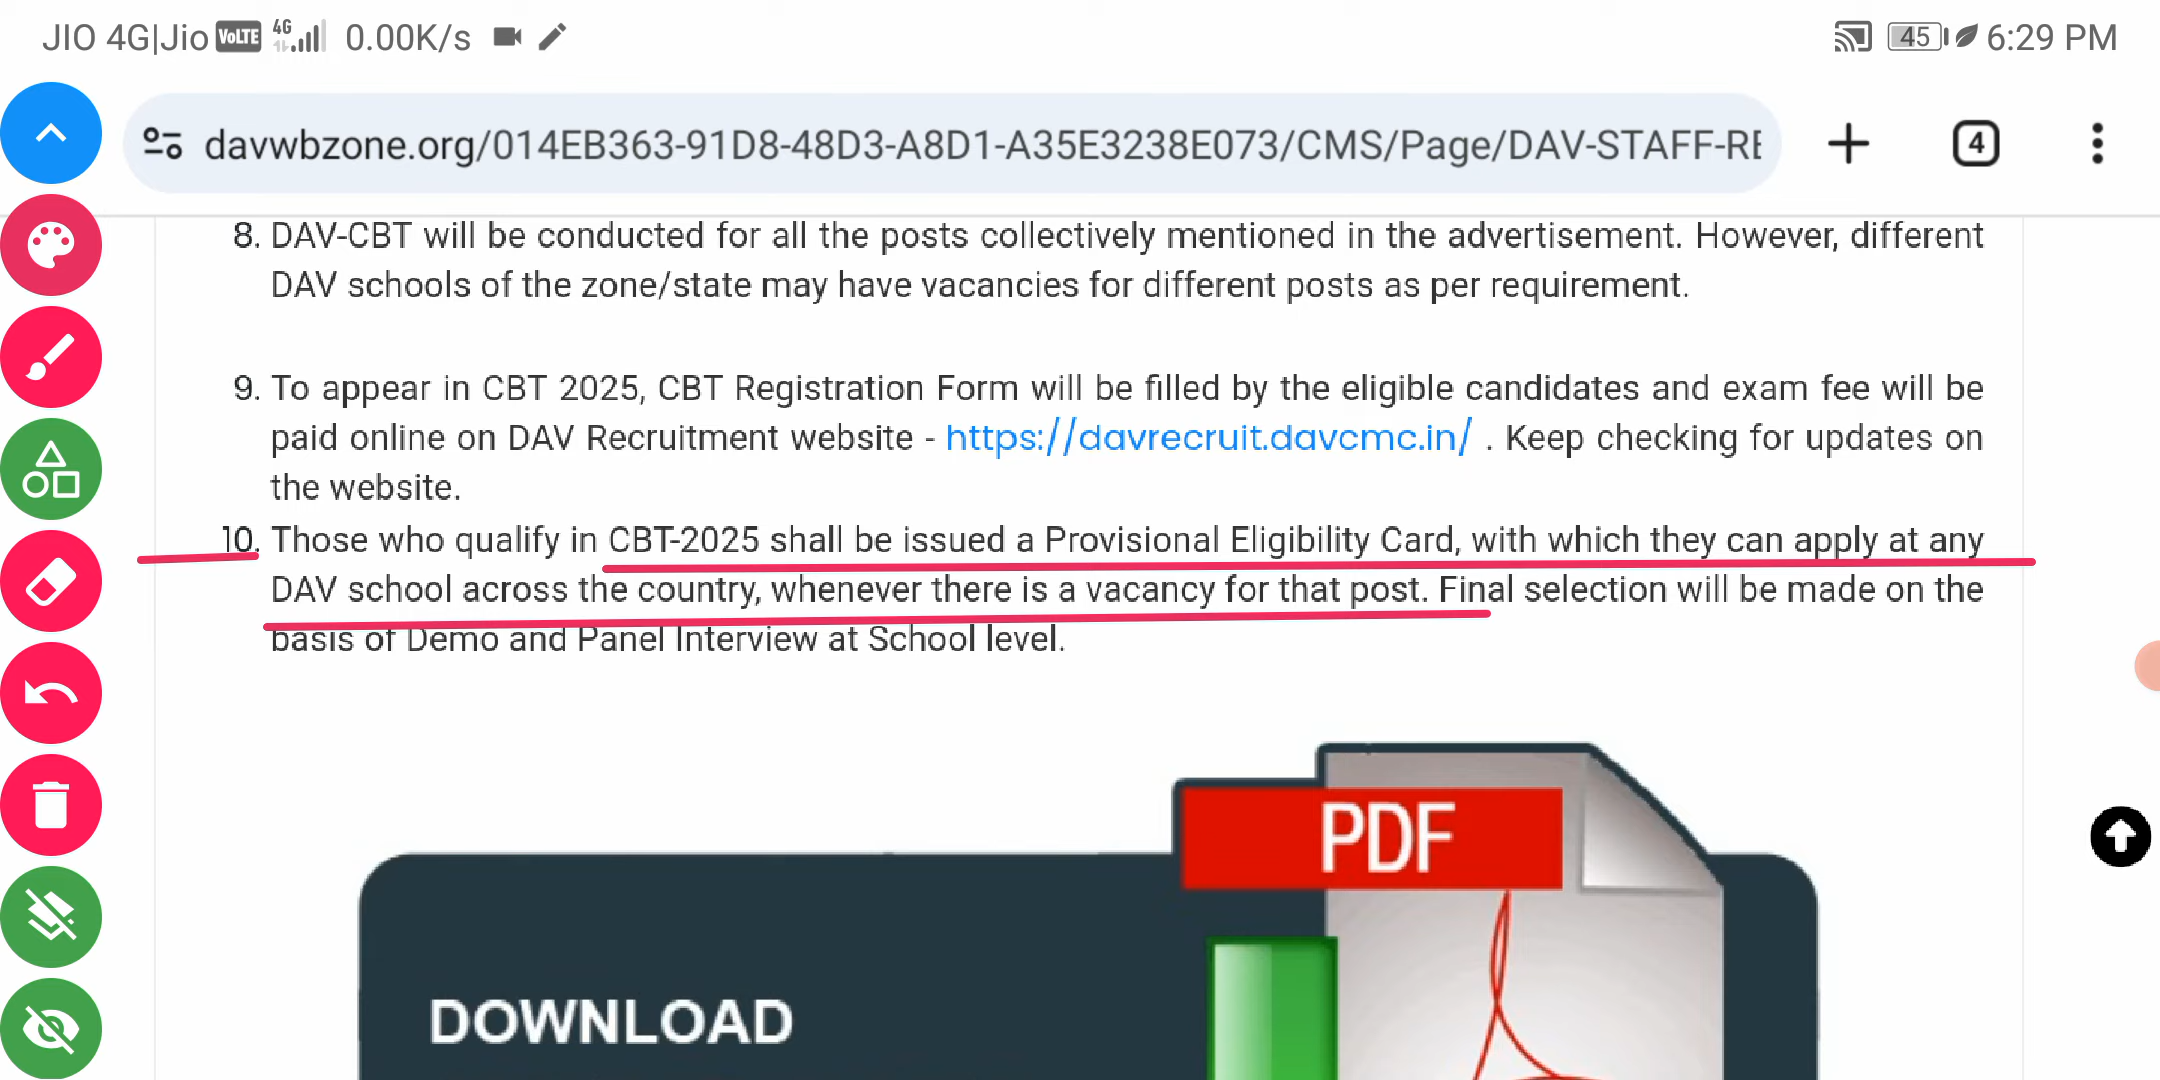 JIO 4G|Jio VoLTE 4G 0.00K/s 45 6:29 PM
davwbzone.org/014EB363-91D8-48D3-A8D1-A35E3238E073/CMS/Page/DAV-STAFF-RE 4
8. DAV-CBT will be conducted for all the posts collectively mentioned in the advertisement. However, different
DAV schools of the zone/state may have vacancies for different posts as per requirement.
9. To appear in CBT 2025, CBT Registration Form will be filled by the eligible candidates and exam fee will be
paid online on DAV Recruitment website - https://davrecruit.davcmc.in/ . Keep checking for updates on
the website.
10. Those who qualify in CBT-2025 shall be issued a Provisional Eligibility Card, with which they can apply at any
DAV school across the country, whenever there is a vacancy for that post. Final selection will be made on the
basis of Demo and Panel Interview at School level.
PDF
DOWNLOAD